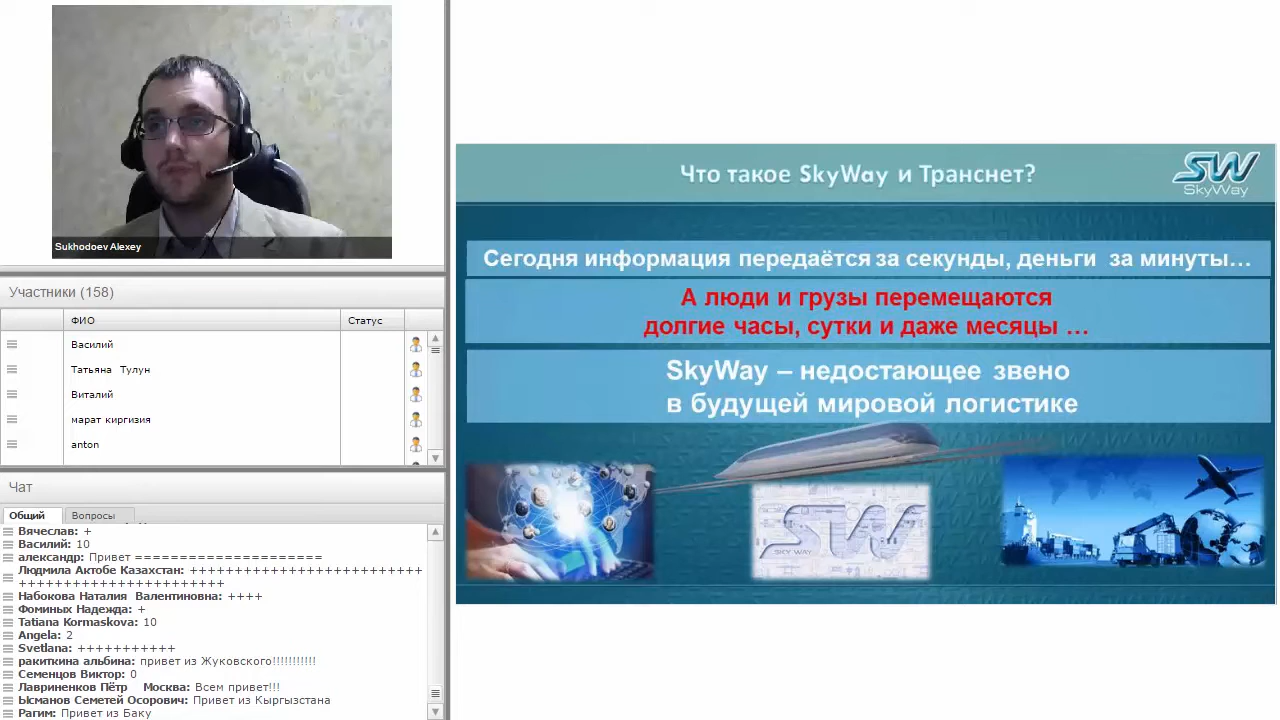 Sukhodoev Alexey
Участники (158)
ФИО
Статус
Василий
Татьяна Тулун
Виталий
марат киргизия
anton
Чат
Общий
Вопросы
Вячеслав: +
Василий: 10
александр: Привет =====================
Людмила Актобе Казахстан: ++++++++++++++++++++++++++
+++++++++++++++++++++++
Набокова Наталия Валентиновна: ++++
Фоминых Надежда: +
Tatiana Kormaskova: 10
Angela: 2
Svetlana: +++++++++++
ракиткина альбина: привет из Жуковского!!!!!!!!!!!
Семенцов Виктор: 0
Лавриненков Пётр Москва: Всем привет!!!
Ысманов Семетей Осорович: Привет из Кыргызстана
Рагим: Привет из Баку
Что такое SkyWay и Транснет?
SW
SkyWay
Сегодня информация передаётся за секунды, деньги за минуты…
А люди и грузы перемещаются
долгие часы, сутки и даже месяцы …
SkyWay – недостающее звено
в будущей мировой логистике
SW
SKY WAY